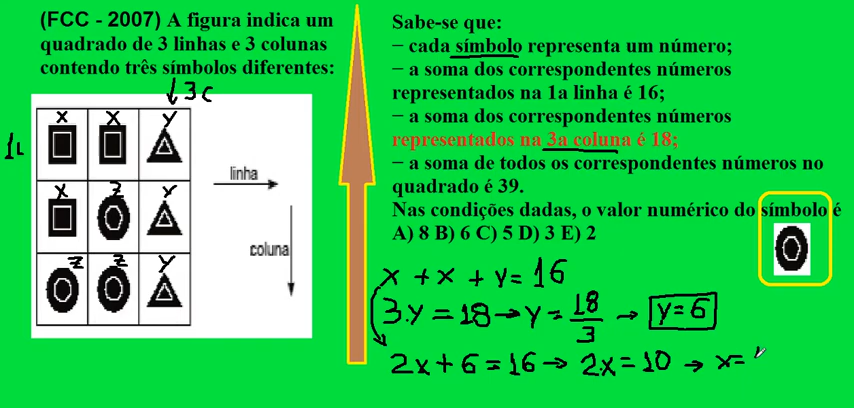 (FCC - 2007) A figura indica um
quadrado de 3 linhas e 3 colunas
contendo três símbolos diferentes:
3C
1L
x x y
x z y
z z y
linha
coluna
Sabe-se que:
− cada símbolo representa um número;
− a soma dos correspondentes números
representados na 1a linha é 16;
− a soma dos correspondentes números
representados na 3a coluna é 18;
− a soma de todos os correspondentes números no
quadrado é 39.
Nas condições dadas, o valor numérico do símbolo é
A) 8 B) 6 C) 5 D) 3 E) 2
x + x + y = 16
3.y = 18 → y = 18/3 → y = 6
2x + 6 = 16 → 2x = 10 → x =